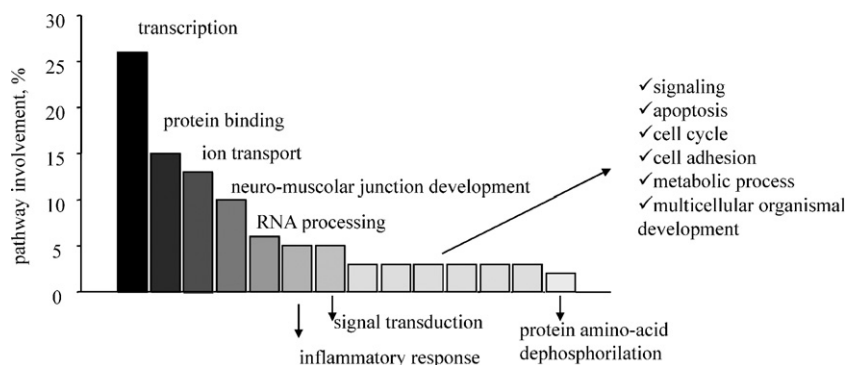 30
25
20
15
10
5
0
pathway involvement, %
transcription
protein binding
ion transport
neuro-muscular junction development
RNA processing
✓signaling
✓apoptosis
✓cell cycle
✓cell adhesion
✓metabolic process
✓multicellular organismal
development
signal transduction
inflammatory response
protein amino-acid
dephosphorilation